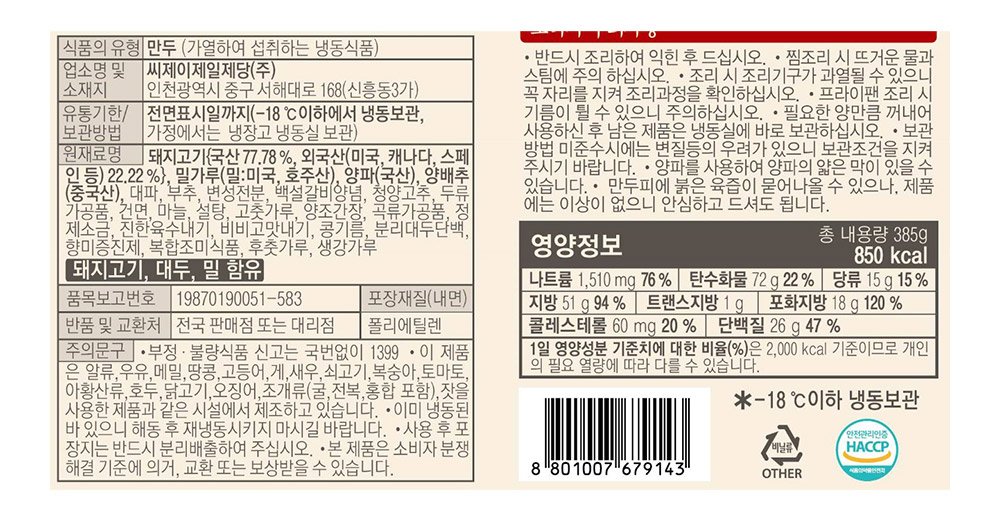 식품의 유형 만두 (가열하여 섭취하는 냉동식품)
업소명 및 소재지 씨제이제일제당(주)
인천광역시 중구 서해대로 168(신흥동3가)
유통기한/보관방법 전면표시일까지(-18℃이하에서 냉동보관,
가정에서는 냉장고 냉동실 보관)
원재료명 돼지고기{국산 77.78%, 외국산(미국, 캐나다, 스페
인 등) 22.22%}, 밀가루(밀:미국, 호주산), 양파(국산), 양배추
(중국산), 대파, 부추, 변성전분, 백설갈비양념, 청양고추, 두류
가공품, 건면, 마늘, 설탕, 고춧가루, 양조간장, 곡류가공품, 정
제소금, 진한육수내기, 비비고맛내기, 콩기름, 분리대두단백,
향미증진제, 복합조미식품, 후춧가루, 생강가루
돼지고기, 대두, 밀 함유
품목보고번호 19870190051-583 포장재질(내면)
반품 및 교환처 전국 판매점 또는 대리점 폴리에틸렌
주의문구 •부정·불량식품 신고는 국번없이 1399 •이 제품
은 알류,우유,메밀,땅콩,고등어,게,새우,쇠고기,복숭아,토마토,
아황산류,호두,닭고기,오징어,조개류(굴,전복,홍합 포함),잣을
사용한 제품과 같은 시설에서 제조하고 있습니다. •이미 냉동된
바 있으니 해동 후 재냉동시키지 마시길 바랍니다. •사용 후 포
장지는 반드시 분리배출하여 주십시오. •본 제품은 소비자 분쟁
해결 기준에 의거, 교환 또는 보상받을 수 있습니다.
•반드시 조리하여 익힌 후 드십시오. •찜조리 시 뜨거운 물과
스팀에 주의 하십시오. •조리 시 조리기구가 과열될 수 있으니
꼭 자리를 지켜 조리과정을 확인하십시오. •프라이팬 조리 시
기름이 튈 수 있으니 주의하십시오. •필요한 양만큼 꺼내어
사용하신 후 남은 제품은 냉동실에 바로 보관하십시오. •보관
방법 미준수시에는 변질등의 우려가 있으니 보관조건을 지켜
주시기 바랍니다. •양파를 사용하여 양파의 얇은 막이 있을 수
있습니다. •만두피에 붉은 육즙이 묻어나올 수 있으나, 제품
에는 이상이 없으니 안심하고 드셔도 됩니다.
영양정보 총 내용량 385g
850 kcal
나트륨 1,510 mg 76% 탄수화물 72 g 22% 당류 15 g 15%
지방 51 g 94% 트랜스지방 1 g 포화지방 18 g 120%
콜레스테롤 60 mg 20% 단백질 26 g 47%
1일 영양성분 기준치에 대한 비율(%)은 2,000 kcal 기준이므로 개인
의 필요 열량에 따라 다를 수 있습니다.
*-18℃이하 냉동보관
8 801007 679143
비닐류
OTHER
안전관리인증
HACCP